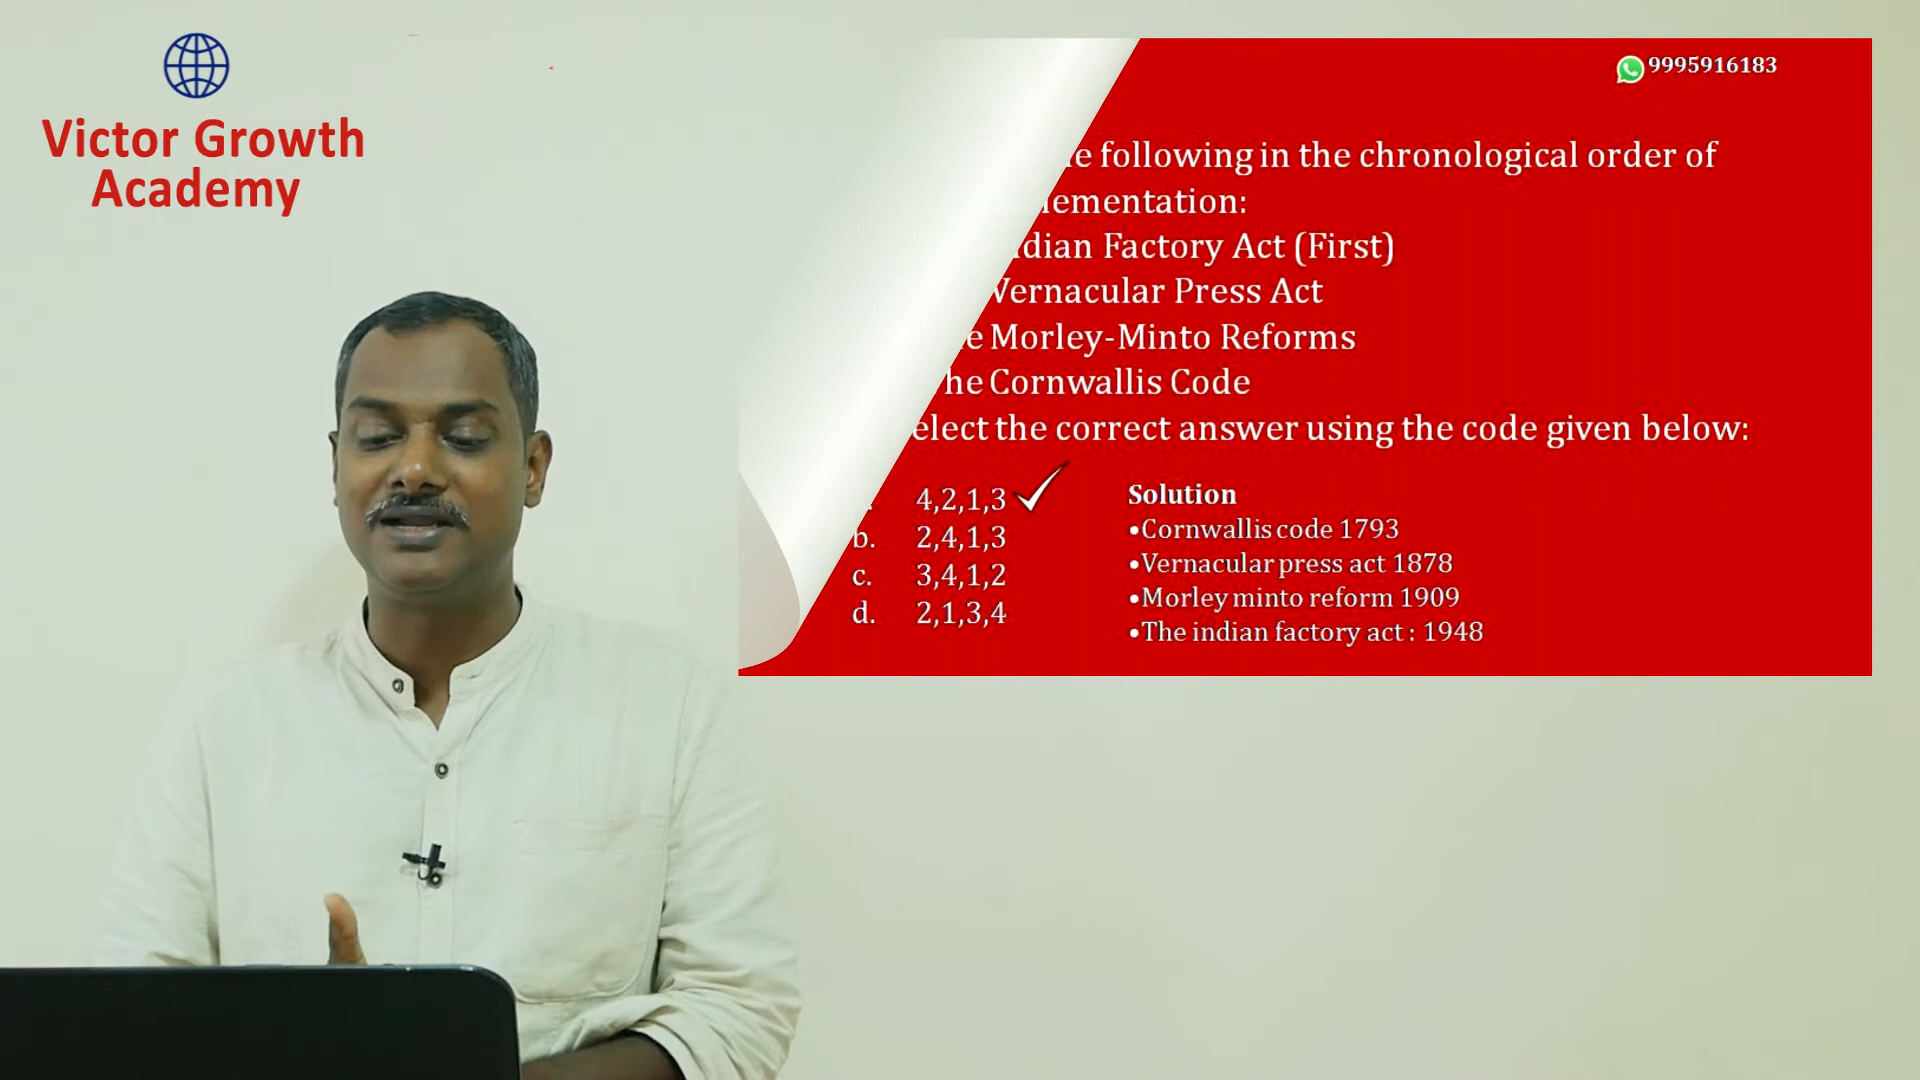 Victor Growth
Academy
9995916183
e following in the chronological order of
lementation:
dian Factory Act (First)
Vernacular Press Act
e Morley-Minto Reforms
he Cornwallis Code
elect the correct answer using the code given below:
4,2,1,3
b. 2,4,1,3
c. 3,4,1,2
d. 2,1,3,4
Solution
•Cornwallis code 1793
•Vernacular press act 1878
•Morley minto reform 1909
•The indian factory act : 1948